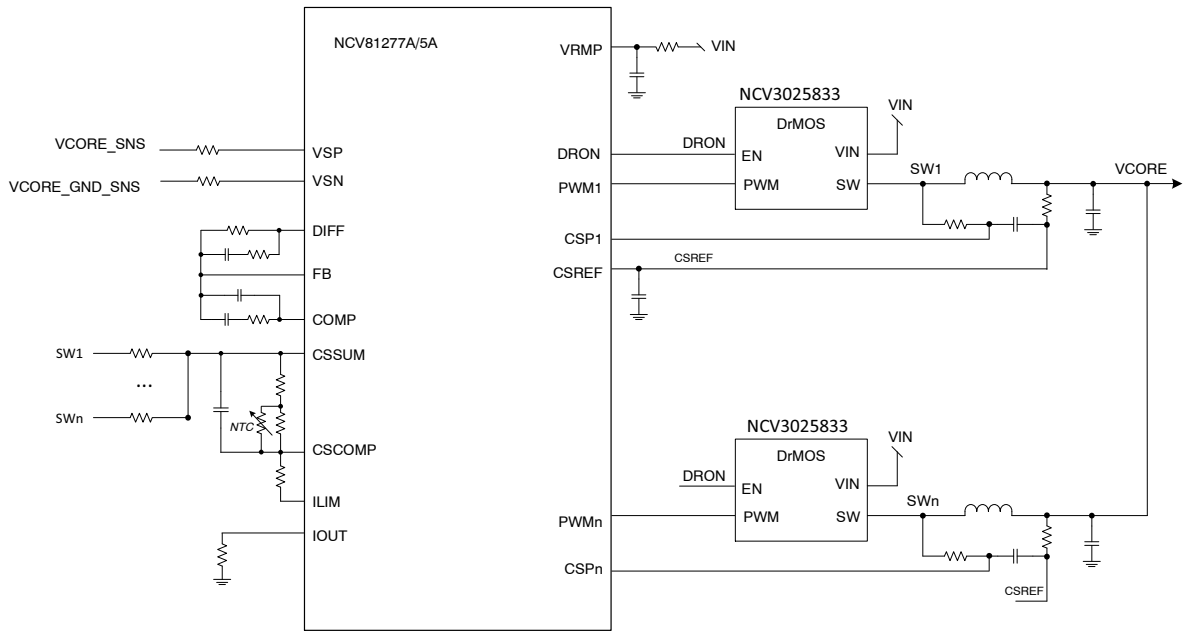 NCV81277A/5A
VRMP
VIN
NCV3025833
DrMOS
VIN
VCORE_SNS
VSP
DRON
DRON
EN
VIN
SW1
VCORE
VCORE_GND_SNS
VSN
PWM1
PWM
SW
DIFF
CSP1
FB
CSREF
CSREF
COMP
SW1
CSSUM
...
SWn
NTC
CSCOMP
NCV3025833
DrMOS
VIN
DRON
EN
VIN
SWn
ILIM
PWMn
PWM
SW
IOUT
CSPn
CSREF